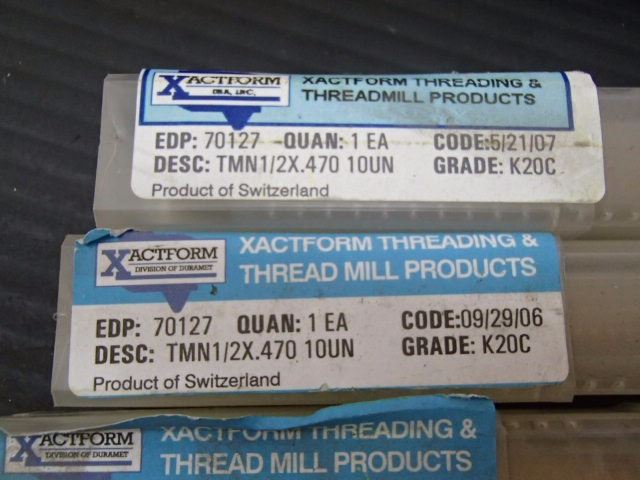 XACTFORM
DBA, INC.
XACTFORM THREADING &
THREADMILL PRODUCTS
EDP: 70127 QUAN: 1 EA CODE:5/21/07
DESC: TMN1/2X.470 10UN GRADE: K20C
Product of Switzerland
XACTFORM
DIVISION OF DURAMET
XACTFORM THREADING &
THREAD MILL PRODUCTS
EDP: 70127 QUAN: 1 EA CODE:09/29/06
DESC: TMN1/2X.470 10UN GRADE: K20C
Product of Switzerland
XACTFORM
DIVISION OF DURAMET
XACTFORM THREADING &
THREAD MILL PRODUCTS